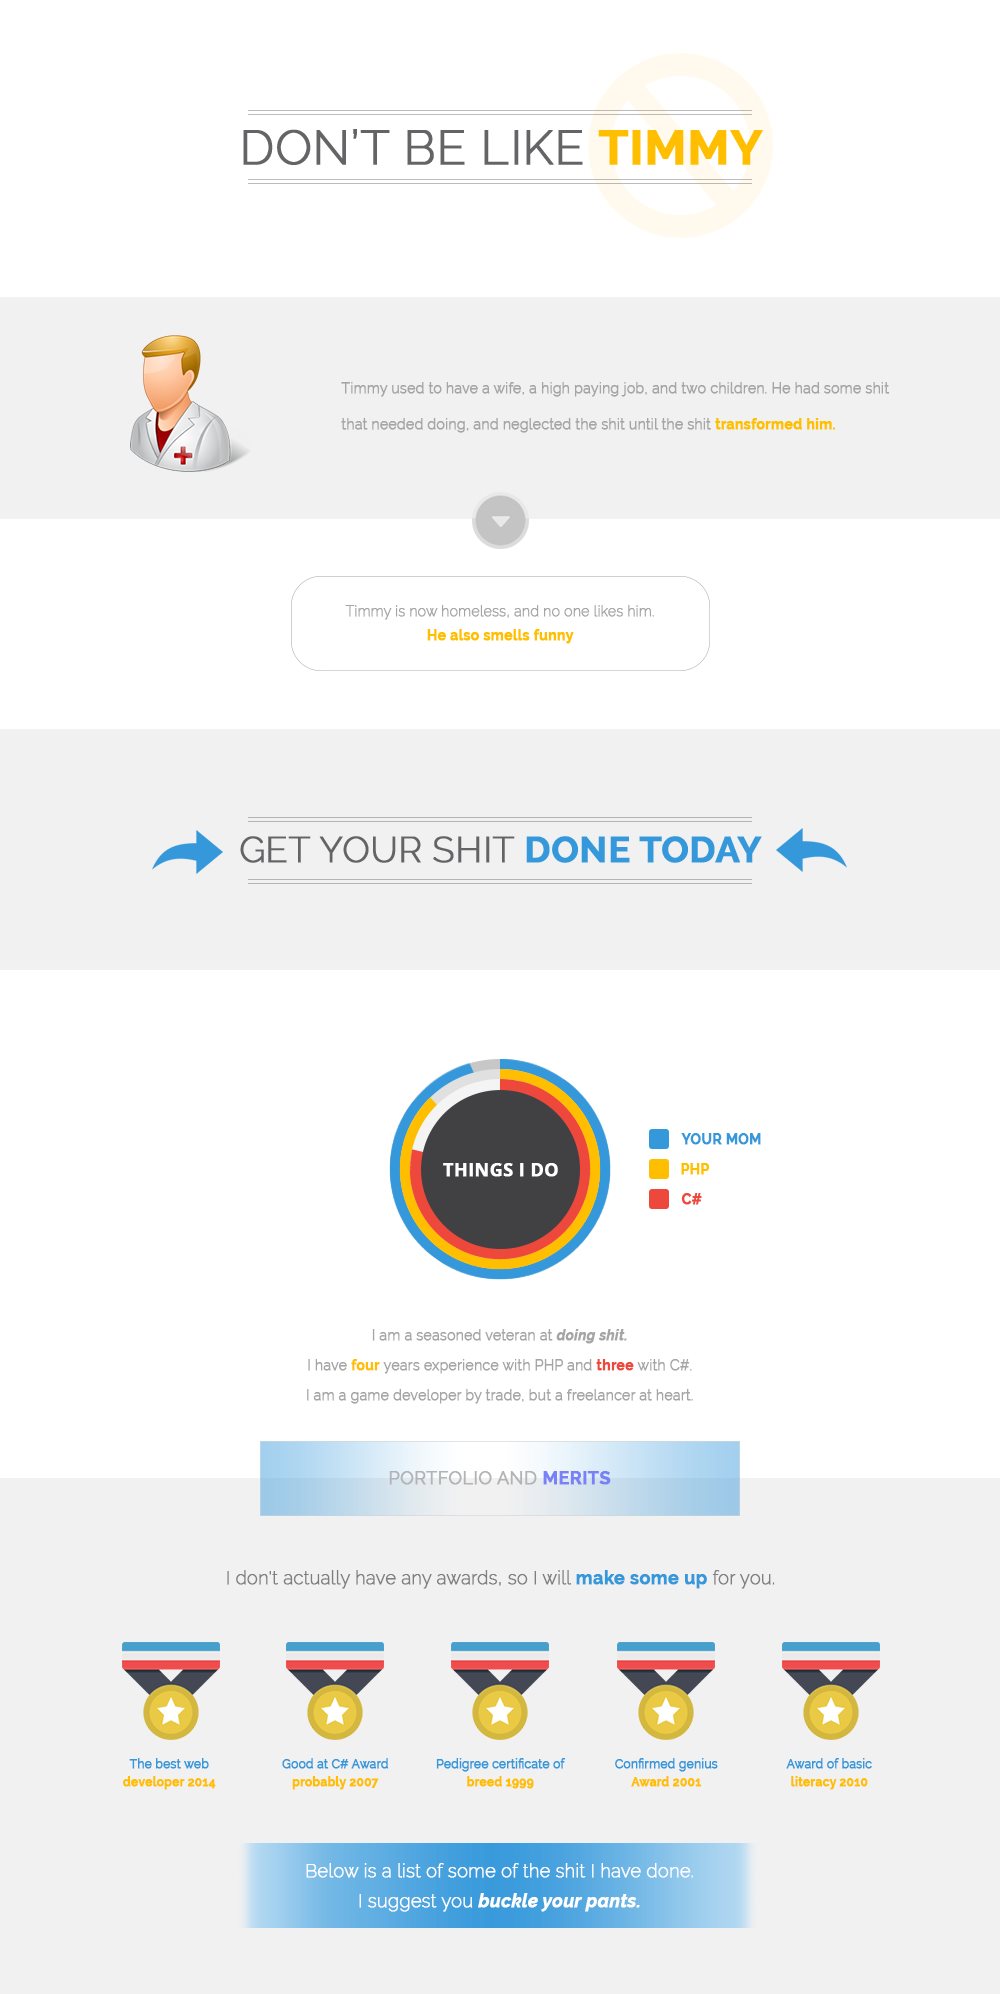 DON'T BE LIKE TIMMY
Timmy used to have a wife, a high paying job, and two children. He had some shit
that needed doing, and neglected the shit until the shit transformed him.
Timmy is now homeless, and no one likes him.
He also smells funny
GET YOUR SHIT DONE TODAY
THINGS I DO
YOUR MOM
PHP
C#
I am a seasoned veteran at doing shit.
I have four years experience with PHP and three with C#.
I am a game developer by trade, but a freelancer at heart.
PORTFOLIO AND MERITS
I don't actually have any awards, so I will make some up for you.
The best web
developer 2014
Good at C# Award
probably 2007
Pedigree certificate of
breed 1999
Confirmed genius
Award 2001
Award of basic
literacy 2010
Below is a list of some of the shit I have done.
I suggest you buckle your pants.